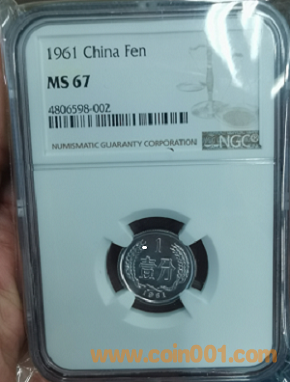 1961 China Fen
MS 67
4806598-002
NGC
NUMISMATIC GUARANTY CORPORATION
1
壹分
1961
www.coin001.com